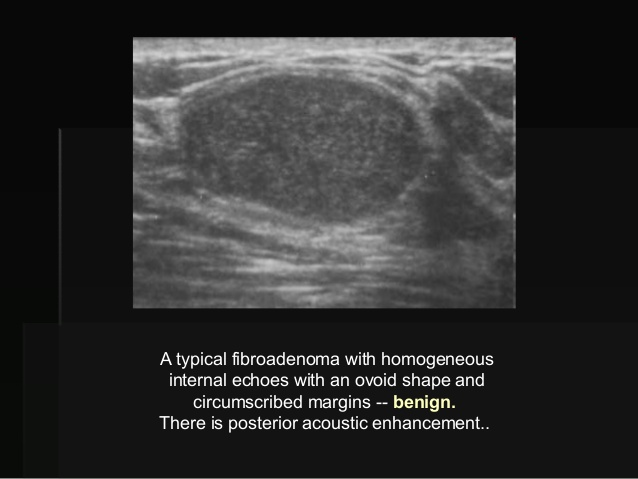 A typical fibroadenoma with homogeneous
internal echoes with an ovoid shape and
circumscribed margins -- benign.
There is posterior acoustic enhancement..